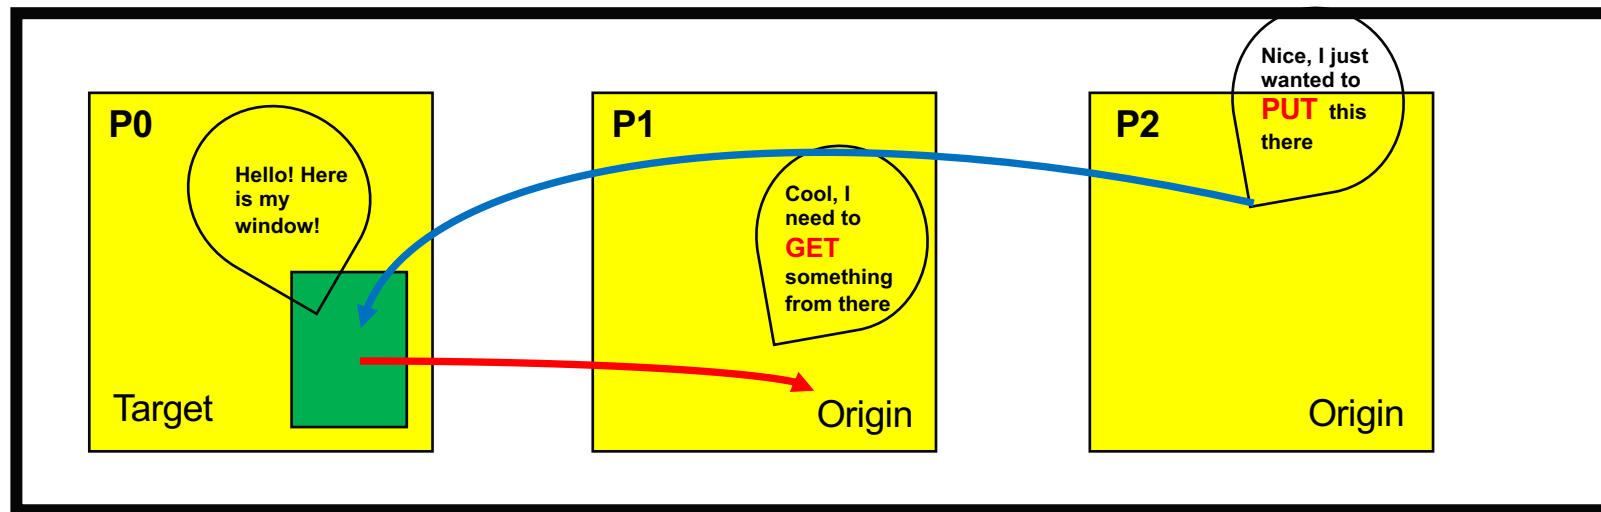 P0
Hello! Here
is my
window!
Target
P1
Cool, I
need to
GET
something
from there
Origin
P2
Nice, I just
wanted to
PUT this
there
Origin